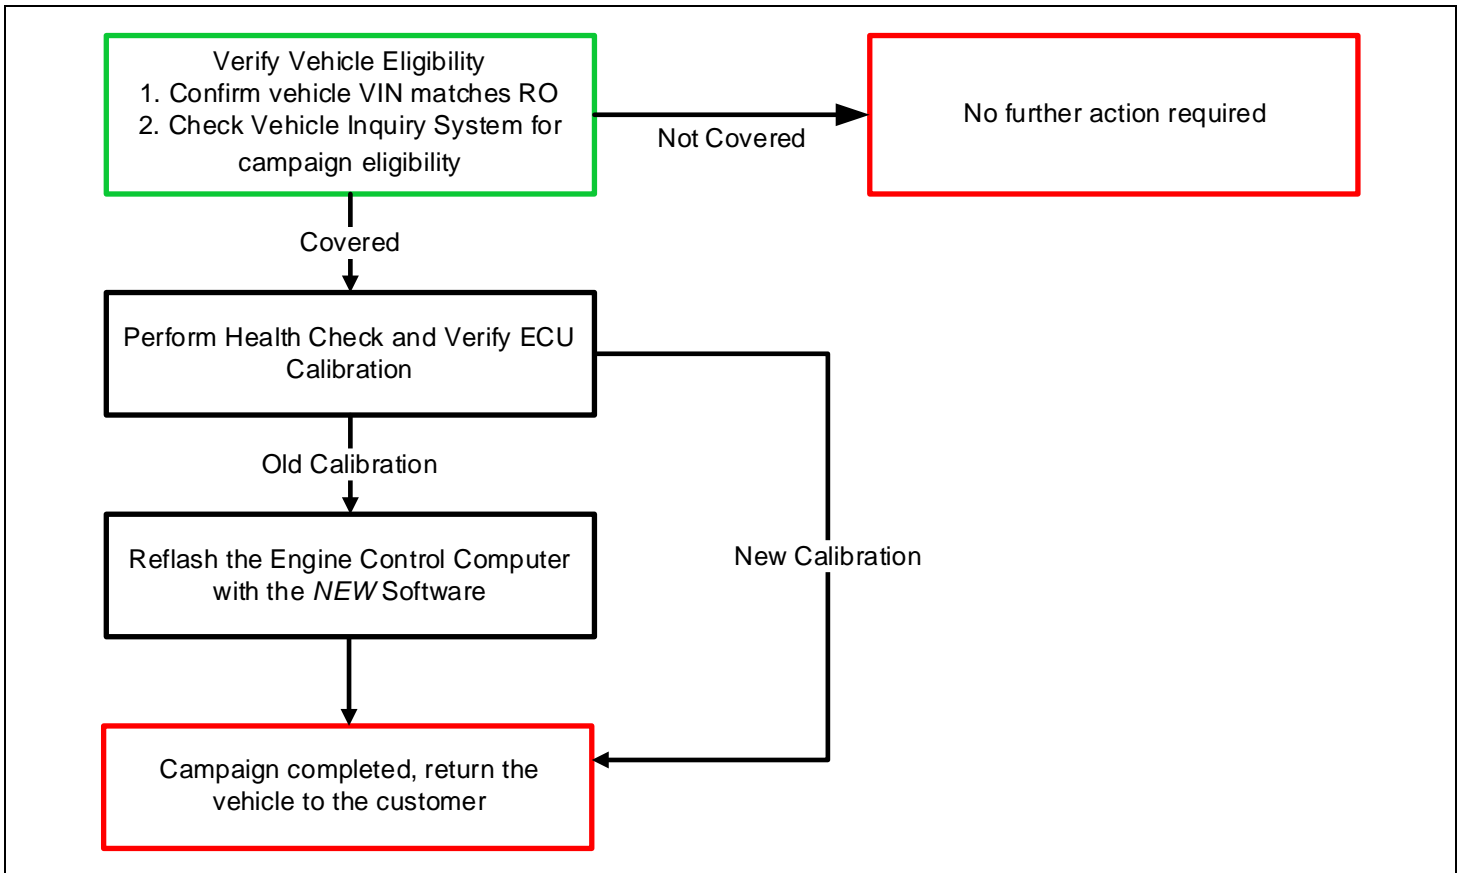 Verify Vehicle Eligibility
1. Confirm vehicle VIN matches RO
2. Check Vehicle Inquiry System for
campaign eligibility
Not Covered
No further action required
Covered
Perform Health Check and Verify ECU
Calibration
Old Calibration
Reflash the Engine Control Computer
with the NEW Software
New Calibration
Campaign completed, return the
vehicle to the customer